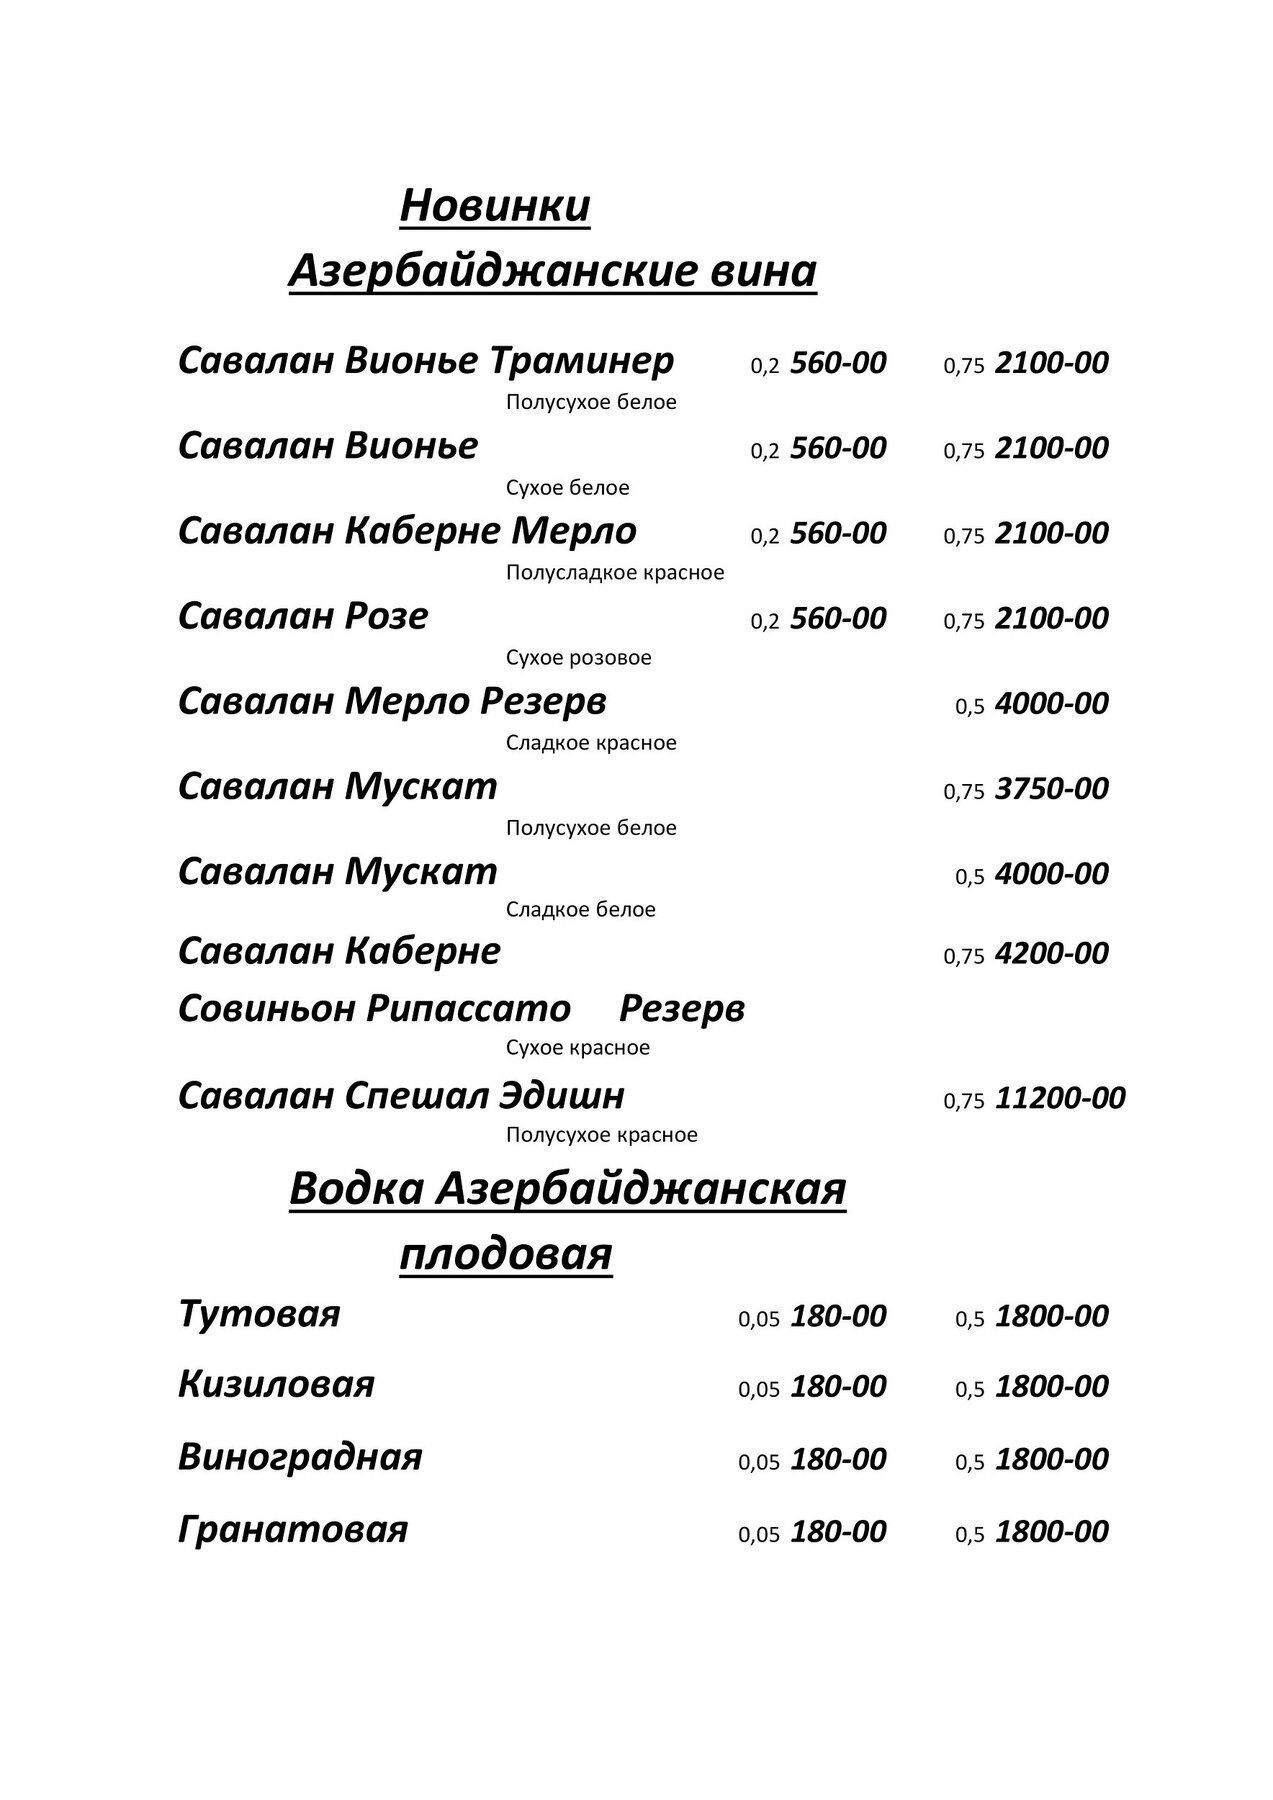 Новинки
Азербайджанские вина
Савалан Вионье Траминер 0,2 560-00 0,75 2100-00
Полусухое белое
Савалан Вионье 0,2 560-00 0,75 2100-00
Сухое белое
Савалан Каберне Мерло 0,2 560-00 0,75 2100-00
Полусладкое красное
Савалан Розе 0,2 560-00 0,75 2100-00
Сухое розовое
Савалан Мерло Резерв 0,5 4000-00
Сладкое красное
Савалан Мускат 0,75 3750-00
Полусухое белое
Савалан Мускат 0,5 4000-00
Сладкое белое
Савалан Каберне 0,75 4200-00
Совиньон Рипассато Резерв
Сухое красное
Савалан Спешал Эдишн 0,75 11200-00
Полусухое красное
Водка Азербайджанская
плодовая
Тутовая 0,05 180-00 0,5 1800-00
Кизиловая 0,05 180-00 0,5 1800-00
Виноградная 0,05 180-00 0,5 1800-00
Гранатовая 0,05 180-00 0,5 1800-00